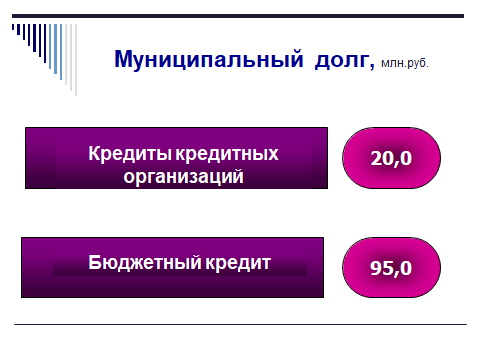 Муниципальный долг, млн.руб.
Кредиты кредитных
организаций
20,0
Бюджетный кредит
95,0